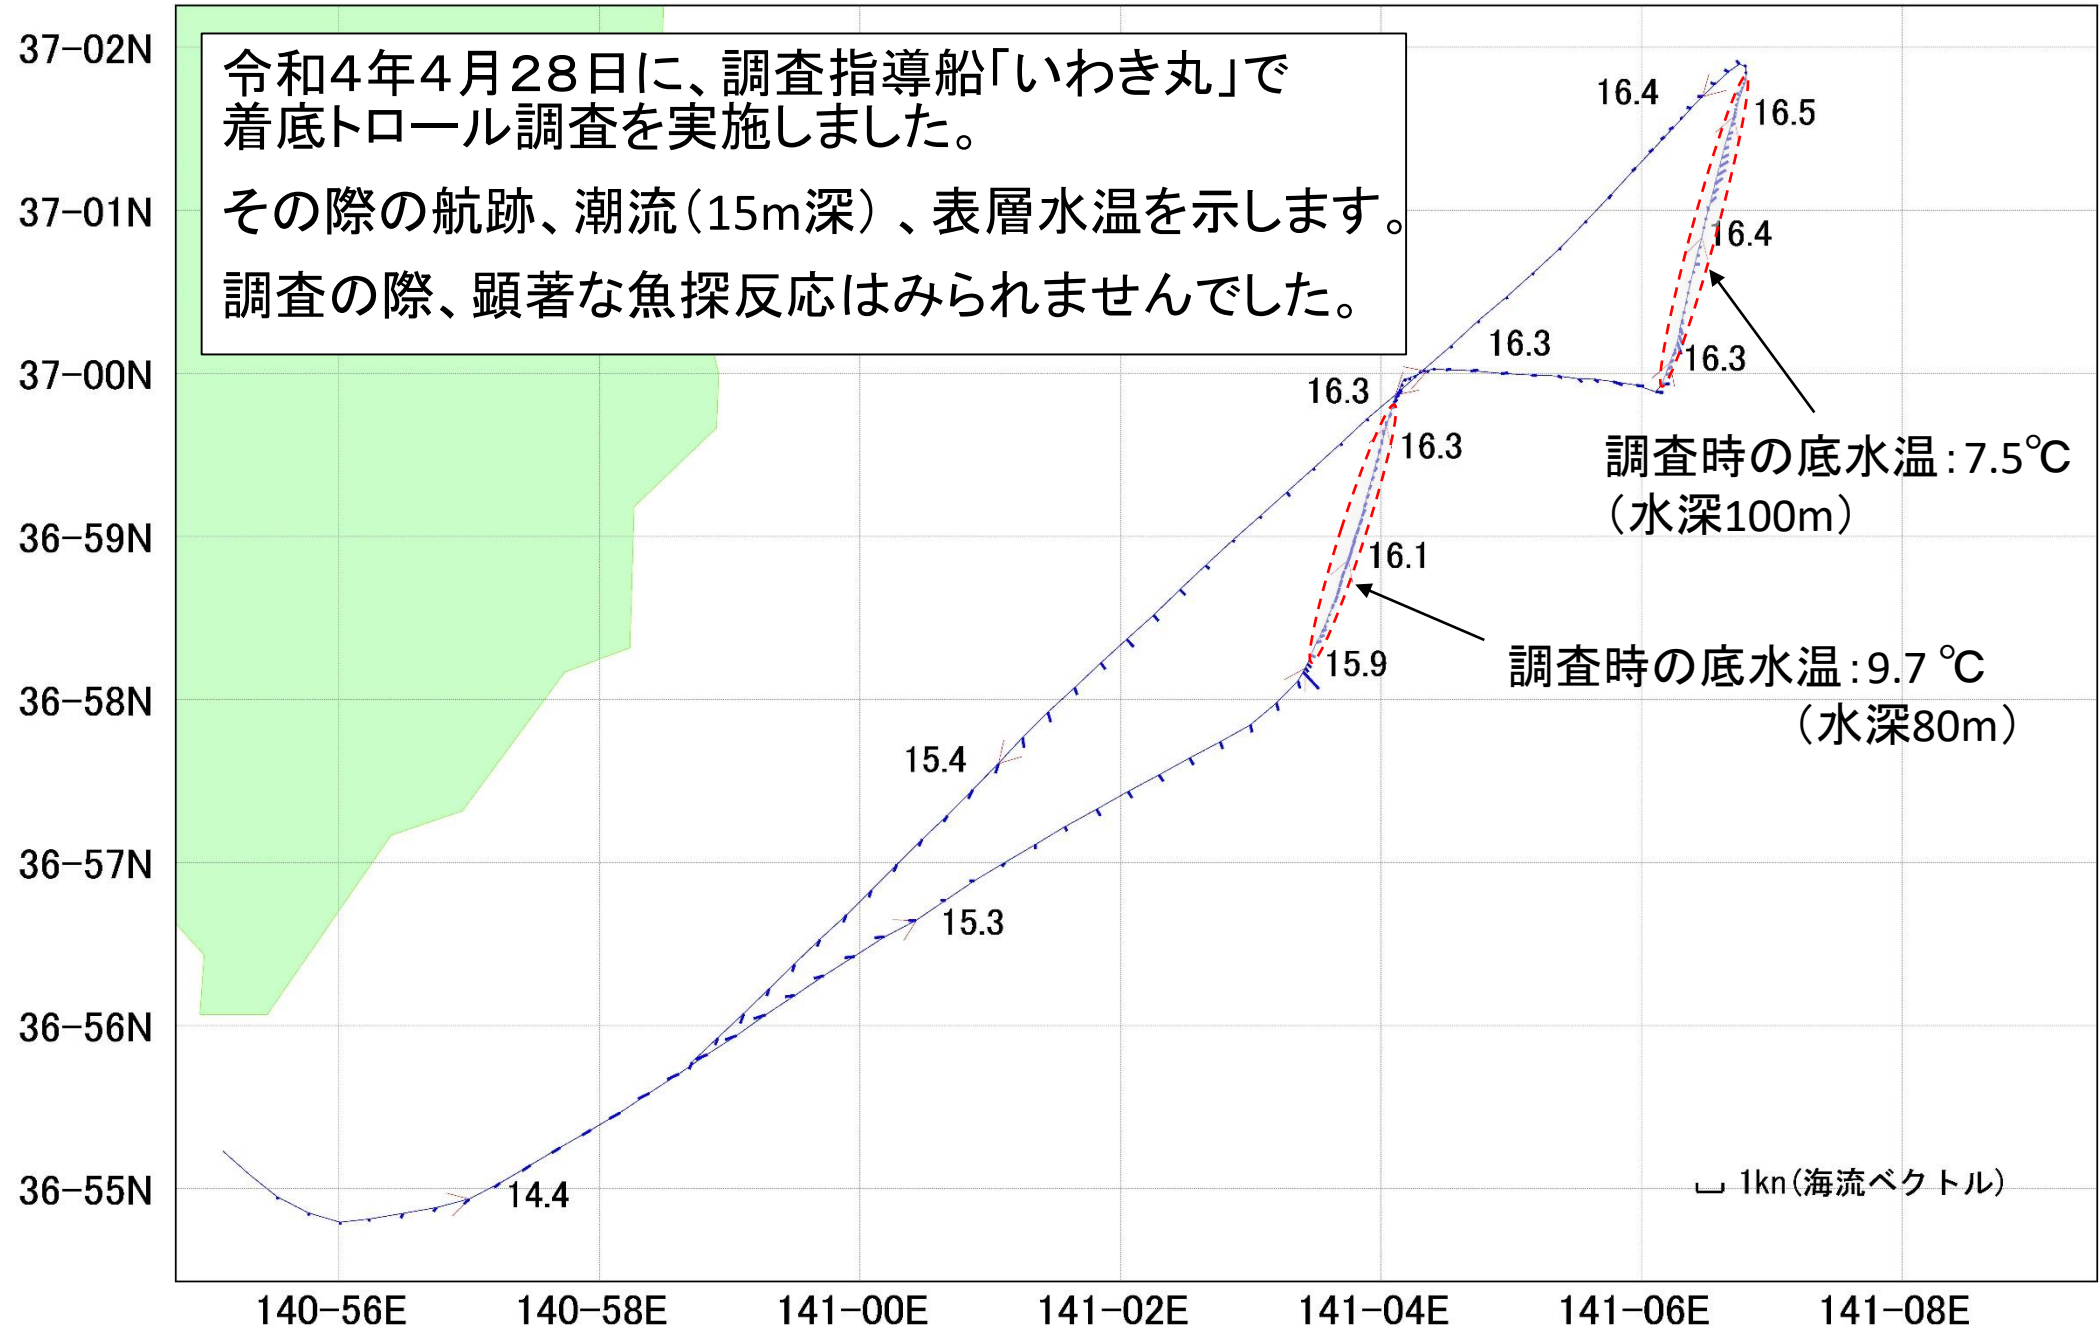 令和４年４月２８日に、調査指導船「いわき丸」で
着底トロール調査を実施しました。
その際の航跡、潮流（15m深）、表層水温を示します。
調査の際、顕著な魚探反応はみられませんでした。
37-02N
37-01N
37-00N
36-59N
36-58N
36-57N
36-56N
36-55N
16.4
16.5
16.4
16.3
16.3
16.3
16.3
16.1
15.9
15.4
15.3
14.4
調査時の底水温：7.5℃
（水深100m）
調査時の底水温：9.7 ℃
（水深80m）
1kn(海流ベクトル)
140-56E
140-58E
141-00E
141-02E
141-04E
141-06E
141-08E